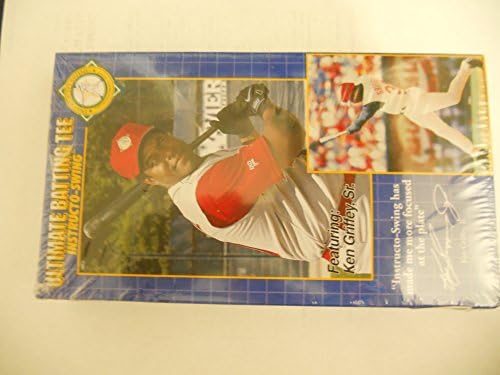 ULTIMATE BATTING TEE
INSTRUCTO-SWING
Featuring:
Ken Griffey, Sr.
"Instructo-Swing has
made me more focused
at the plate"